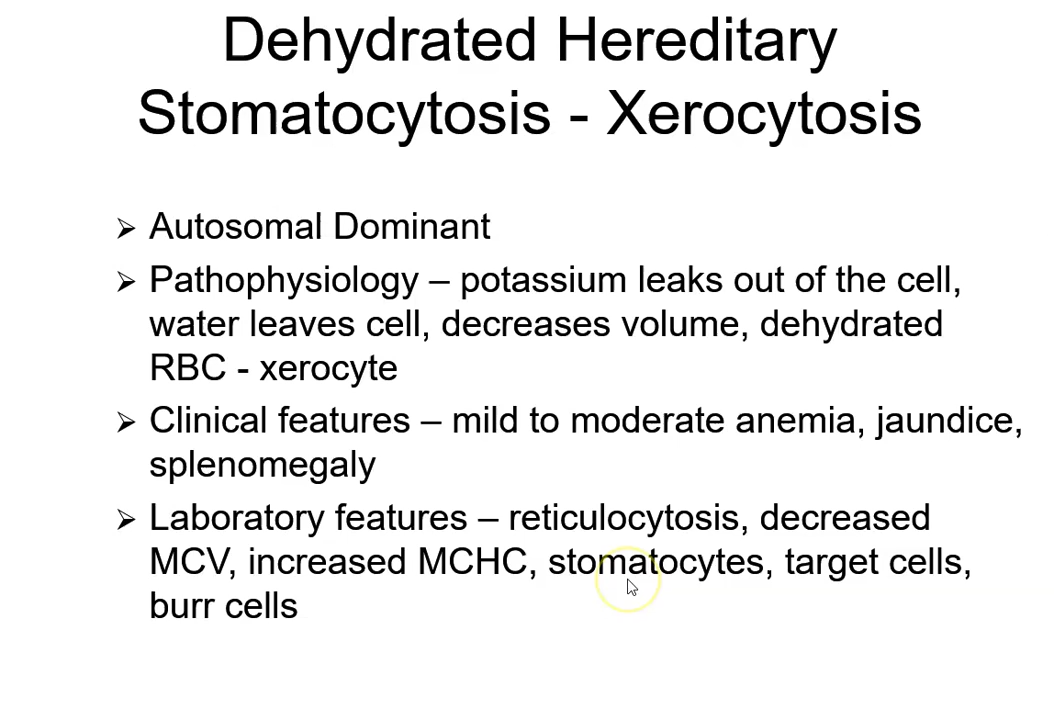 Dehydrated Hereditary
Stomatocytosis - Xerocytosis
➢ Autosomal Dominant
➢ Pathophysiology – potassium leaks out of the cell,
water leaves cell, decreases volume, dehydrated
RBC - xerocyte
➢ Clinical features – mild to moderate anemia, jaundice,
splenomegaly
➢ Laboratory features – reticulocytosis, decreased
MCV, increased MCHC, stomatocytes, target cells,
burr cells